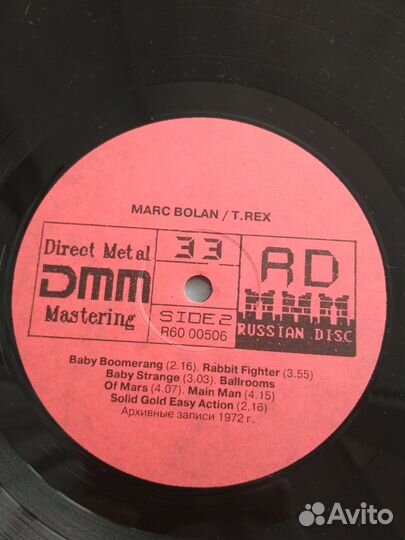 MARC BOLAN / T.REX
Direct Metal
DMM
Mastering
33
SIDE 2
R60 00506
RD
RUSSIAN DISC
Baby Boomerang (2.16). Rabbit Fighter (3.55)
Baby Strange (3.03). Ballrooms
Of Mars (4.07). Main Man (4.15)
Solid Gold Easy Action (2.16)
Архивные записи 1972 г.
Avito